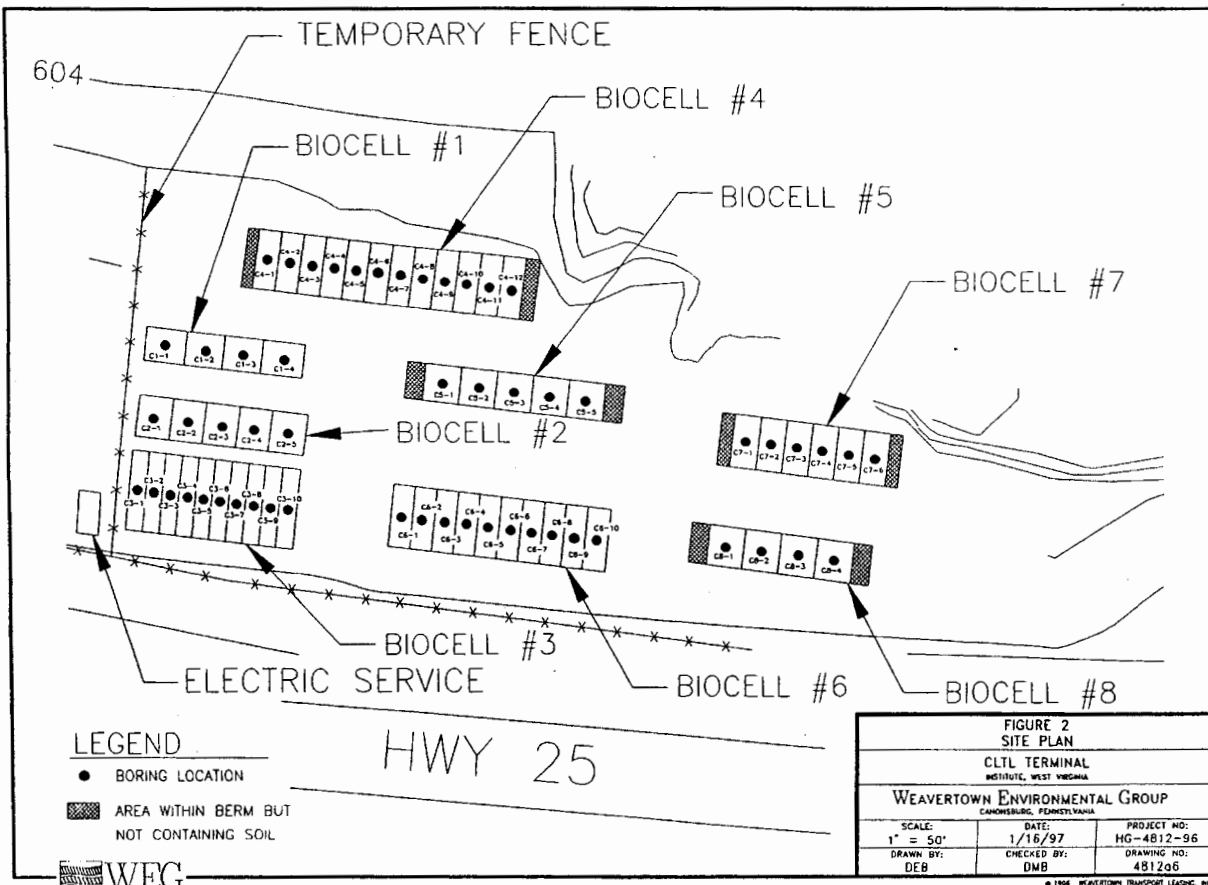 TEMPORARY FENCE
604
BIOCELL #4
BIOCELL #1
BIOCELL #5
BIOCELL #7
C4-1 C4-2 C4-3 C4-4 C4-5 C4-6 C4-7 C4-8 C4-9 C4-10 C4-11 C4-12
C1-1 C1-2 C1-3 C1-4
C5-1 C5-2 C5-3 C5-4 C5-5
C2-1 C2-2 C2-3 C2-4 C2-5
BIOCELL #2
C7-1 C7-2 C7-3 C7-4 C7-5 C7-6
C3-1 C3-2 C3-3 C3-4 C3-5 C3-6 C3-7 C3-8 C3-9 C3-10
C6-1 C6-2 C6-3 C6-4 C6-5 C6-6 C6-7 C6-8 C6-9 C6-10
C8-1 C8-2 C8-3 C8-4
BIOCELL #3
ELECTRIC SERVICE
BIOCELL #6
BIOCELL #8
HWY 25
LEGEND
BORING LOCATION
AREA WITHIN BERM BUT
NOT CONTAINING SOIL
WEG
FIGURE 2
SITE PLAN
CLTL TERMINAL
INSTITUTE, WEST VIRGINIA
WEAVERTOWN ENVIRONMENTAL GROUP
CANONSBURG, PENNSYLVANIA
SCALE: DATE: PROJECT NO:
1" = 50' 1/16/97 HG-4812-96
DRAWN BY: CHECKED BY: DRAWING NO:
DEB DMB 4812a6
WEAVERTOWN TRANSPORT LEASING,